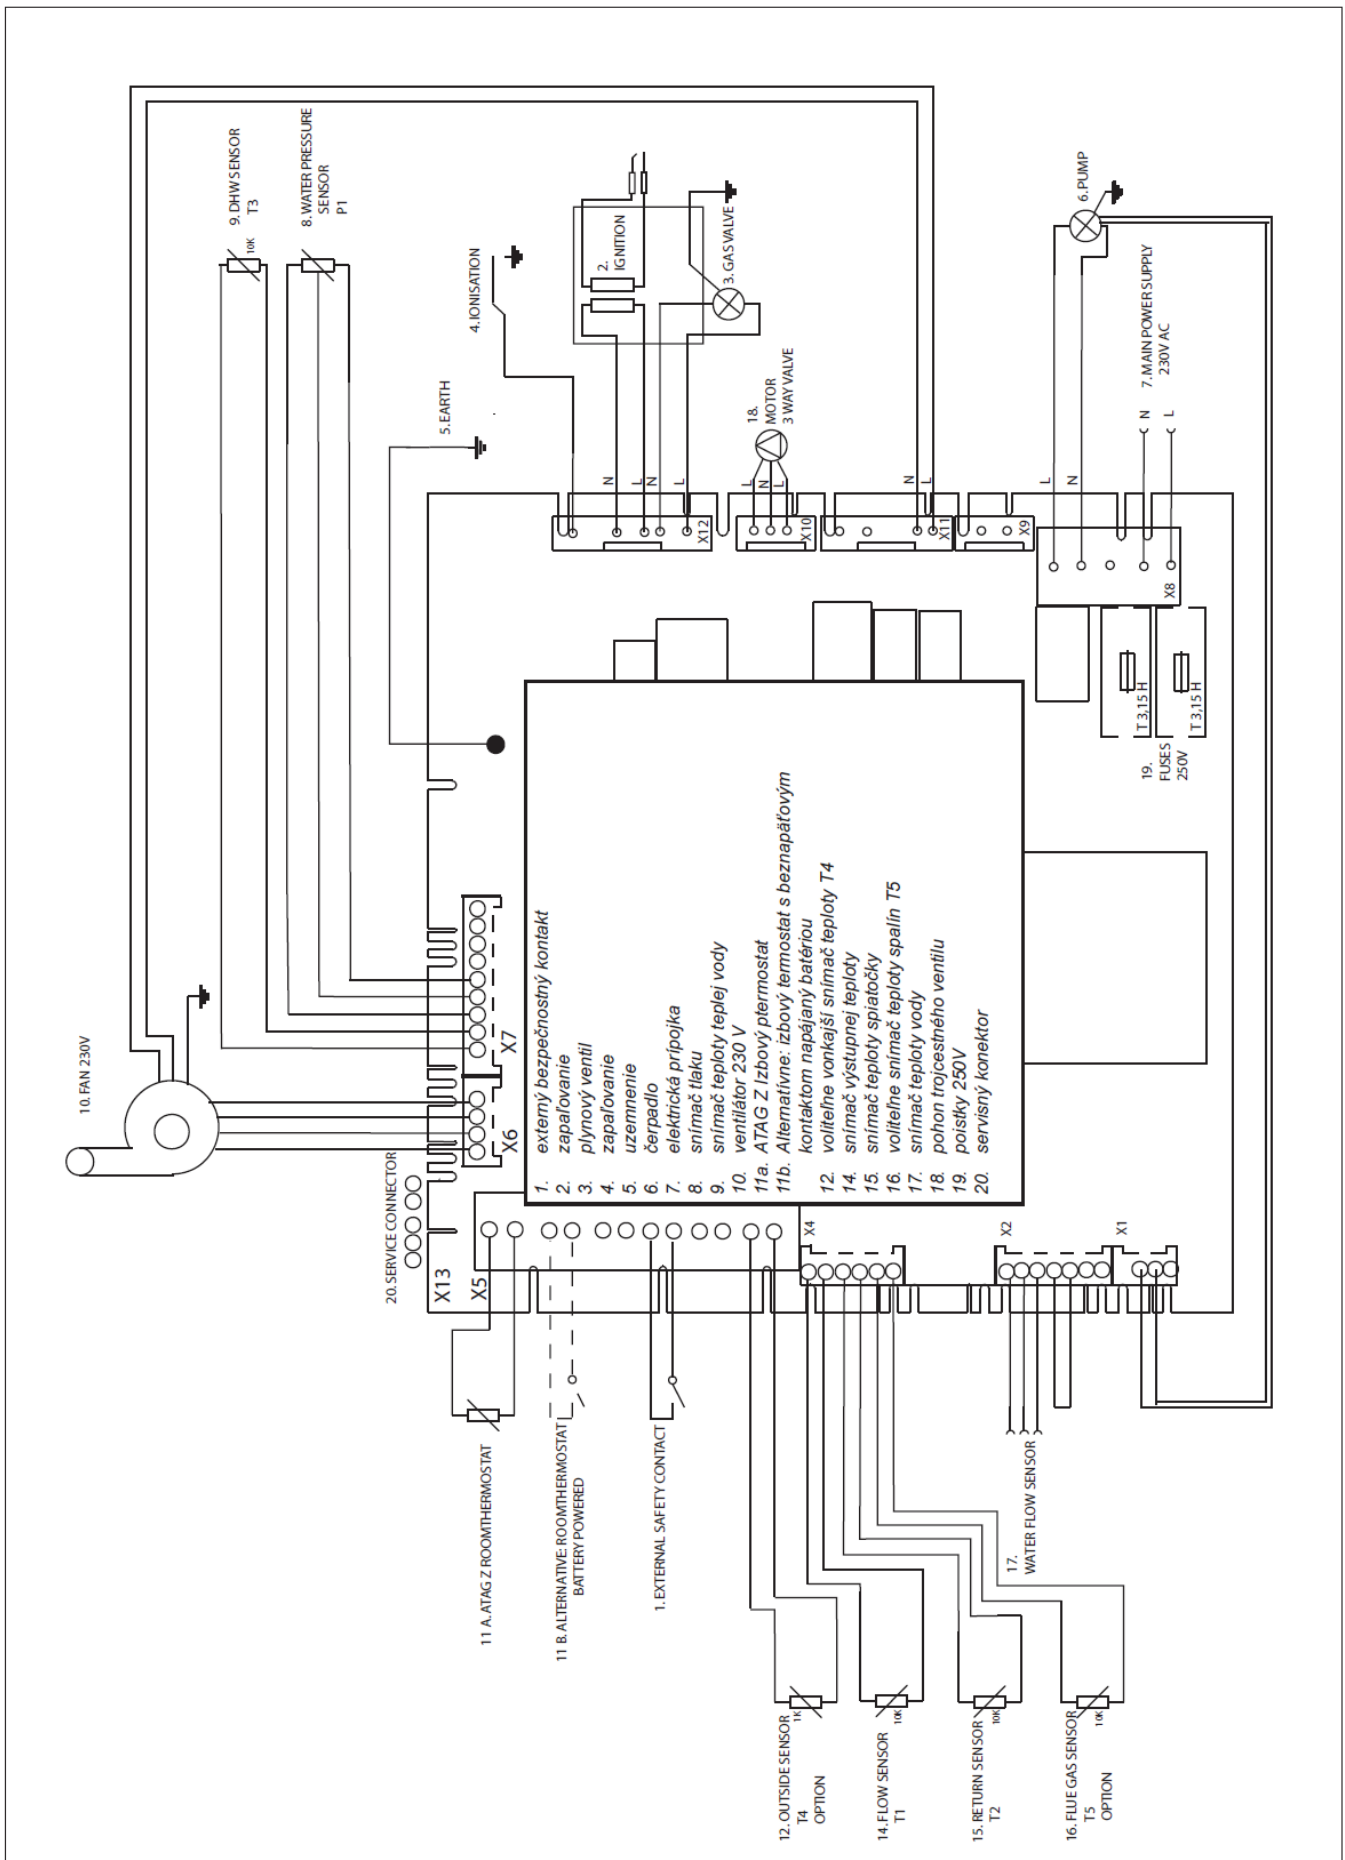 10. FAN 230V
9. DHW SENSOR
T3
10K
8. WATER PRESSURE
SENSOR
P1
5. EARTH
4. IONISATION
2.
IGNITION
3. GAS VALVE
18.
MOTOR
3 WAY VALVE
6. PUMP
7. MAIN POWER SUPPLY
230V AC
N
L
N
L
N
L
X12
L
N
L
X10
N
L
X11
X9
L
N
X8
T 3,15 H
T 3,15 H
19.
FUSES
250V
20. SERVICE CONNECTOR
X13
X5
X6
X7
X4
X2
X1
1. externý bezpečnostný kontakt
2. zapaľovanie
3. plynový ventil
4. zapaľovanie
5. uzemnenie
6. čerpadlo
7. elektrická prípojka
8. snímač tlaku
9. snímač teploty teplej vody
10. ventilátor 230 V
11a. ATAG Z Izbový ptermostat
11b. Alternatívne: izbový termostat s beznapäťovým
kontaktom napájaný batériou
12. voliteľne vonkajší snímač teploty T4
14. snímač výstupnej teploty
15. snímač teploty spiatočky
16. voliteľne snímač teploty spalín T5
17. snímač teploty vody
18. pohon trojcestného ventilu
19. poistky 250V
20. servisný konektor
11 A. ATAG Z ROOMTHERMOSTAT
11 B. ALTERNATIVE: ROOMTHERMOSTAT
BATTERY POWERED
1. EXTERNAL SAFETY CONTACT
12. OUTSIDE SENSOR
T4
OPTION
1K
14. FLOW SENSOR
T1
10K
15. RETURN SENSOR
T2
10K
16. FLUE GAS SENSOR
T5
OPTION
10K
17.
WATER FLOW SENSOR